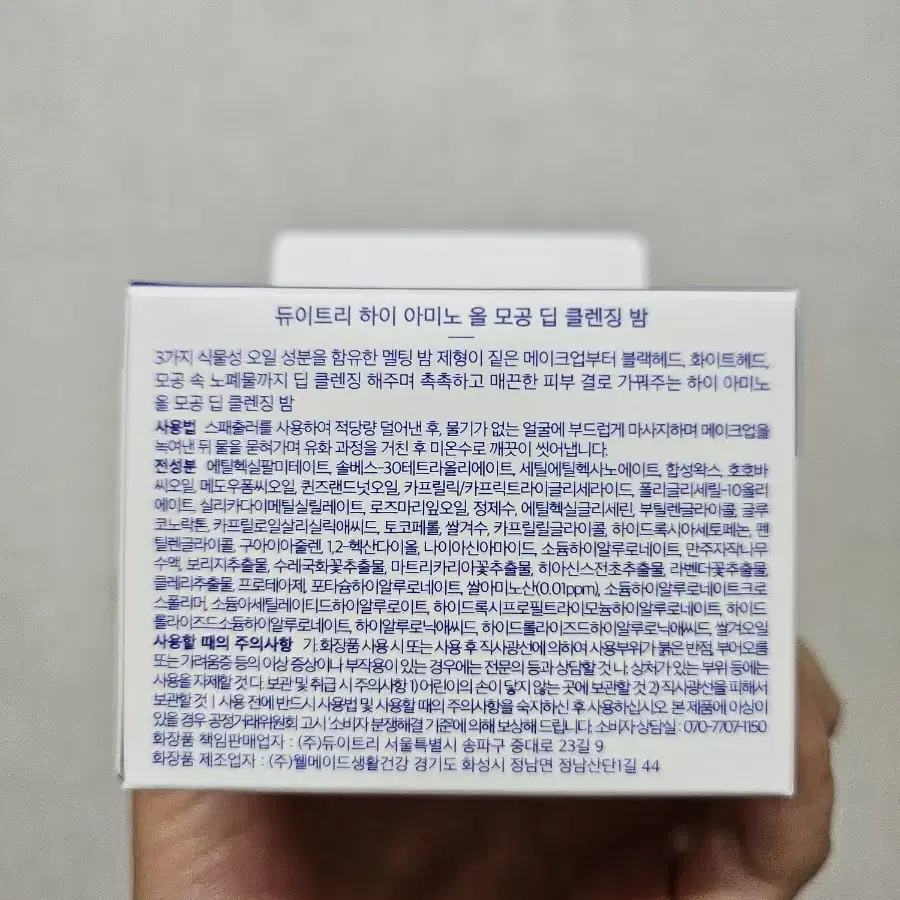 듀이트리 하이 아미노 올 모공 딥 클렌징 밤
3가지 식물성 오일 성분을 함유한 멜팅 밤 제형이 짙은 메이크업부터 블랙헤드, 화이트헤드,
모공 속 노폐물까지 딥 클렌징 해주며 촉촉하고 매끈한 피부 결로 가꿔주는 하이 아미노
올 모공 딥 클렌징 밤
사용법 스패출러를 사용하여 적당량 덜어낸 후, 물기가 없는 얼굴에 부드럽게 마사지하며 메이크업을
녹여낸 뒤 물을 묻혀가며 유화 과정을 거친 후 미온수로 깨끗이 씻어냅니다.
전성분 에틸헥실팔미테이트, 솔베스-30테트라올리에이트, 세틸에틸헥사노에이트, 합성왁스, 호호바
씨오일, 메도우폼씨오일, 퀸즈랜드넛오일, 카프릴릭/카프릭트라이글리세라이드, 폴리글리세릴-10올리
에이트, 실리카다이메틸실릴레이트, 로즈마리잎오일, 정제수, 에틸헥실글리세린, 부틸렌글라이콜, 글루
코노락톤, 카프릴로일살리실릭애씨드, 토코페롤, 쌀겨수, 카프릴릴글라이콜, 하이드록시아세토페논, 펜
틸렌글라이콜, 구아이아줄렌, 1,2-헥산다이올, 나이아신아마이드, 소듐하이알루로네이트, 만주자작나무
수액, 보리지추출물, 수레국화꽃추출물, 마트리카리아꽃추출물, 히아신스전초추출물, 라벤더꽃추출물,
클레리추출물, 프로테아제, 포타슘하이알루로네이트, 쌀아미노산(0.01ppm), 소듐하이알루로네이트크로
스폴리머, 소듐아세틸레이티드하이알루로네이트, 하이드록시프로필트라이모늄하이알루로네이트, 하이드
롤라이즈드소듐하이알루로네이트, 하이알루로닉애씨드, 하이드롤라이즈드하이알루로닉애씨드, 쌀겨오일
사용할 때의 주의사항 가. 화장품 사용 시 또는 사용 후 직사광선에 의하여 사용부위가 붉은 반점, 부어오름
또는 가려움증 등의 이상 증상이나 부작용이 있는 경우에는 전문의 등과 상담할 것 나. 상처가 있는 부위 등에는
사용을 자제할 것 다. 보관 및 취급 시 주의사항 1) 어린이의 손이 닿지 않는 곳에 보관할 것 2) 직사광선을 피해서
보관할 것 | 사용 전에 반드시 사용법 및 사용할 때의 주의사항을 숙지하신 후 사용하십시오. 본 제품에 이상이
있을 경우 공정거래위원회 고시 소비자 분쟁해결 기준에 의해 보상해 드립니다. 소비자 상담실 : 070-7707-1150
화장품 책임판매업자 : (주)듀이트리 서울특별시 송파구 중대로 23길 9
화장품 제조업자 : (주)웰메이드생활건강 경기도 화성시 정남면 정남산단1길 44